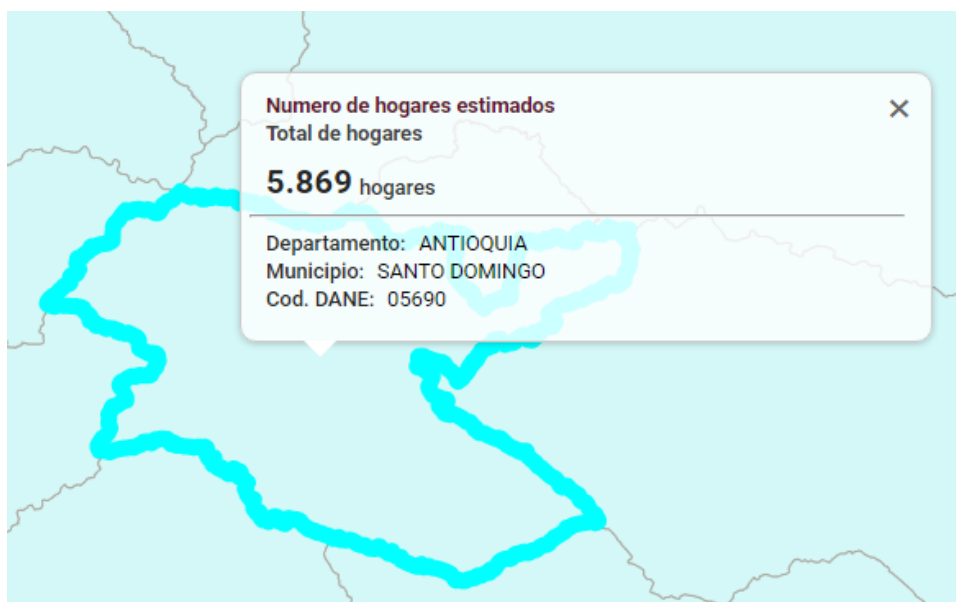 Numero de hogares estimados
Total de hogares
5.869 hogares
Departamento: ANTIOQUIA
Municipio: SANTO DOMINGO
Cod. DANE: 05690